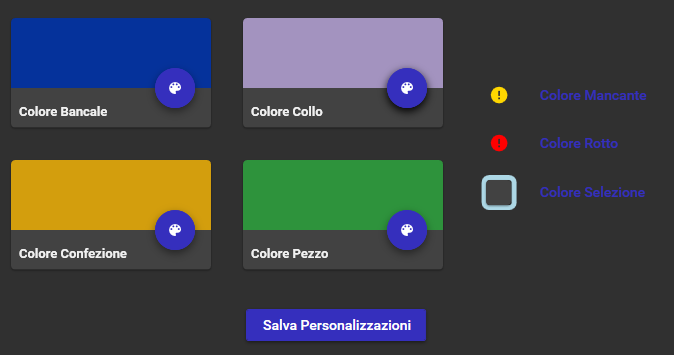 Colore Bancale
Colore Collo
Colore Mancante
Colore Rotto
Colore Selezione
Colore Confezione
Colore Pezzo
Salva Personalizzazioni